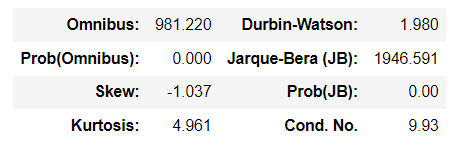 Omnibus: 981.220 Durbin-Watson: 1.980
Prob(Omnibus): 0.000 Jarque-Bera (JB): 1946.591
Skew: -1.037 Prob(JB): 0.00
Kurtosis: 4.961 Cond. No. 9.93